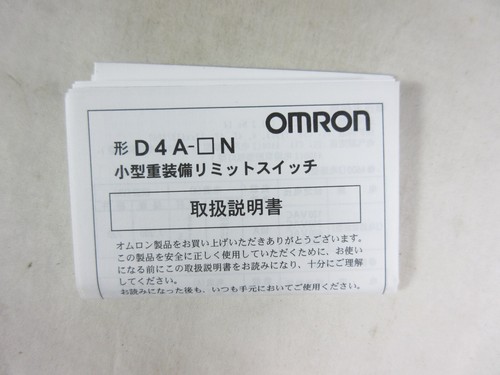 OMRON
形 D4A-□N
小型重装備リミットスイッチ
取扱説明書
オムロン製品をお買い上げいただきありがとうございます。
この製品を安全に正しく使用していただくために、お使い
になる前にこの取扱説明書をお読みになり、十分にご理解
してください。
お読みになった後も、いつも手元においてご使用ください。